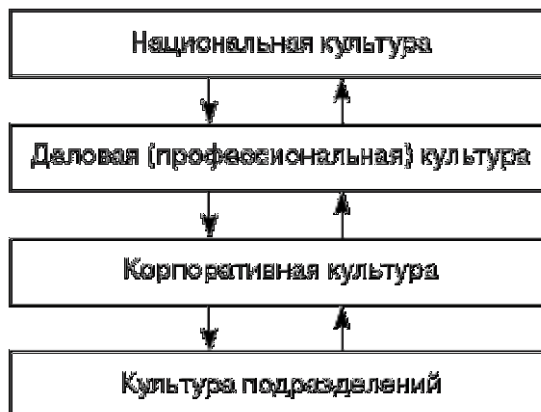 Национальная культура
Деловая (профессиональная) культура
Корпоративная культура
Культура подразделений